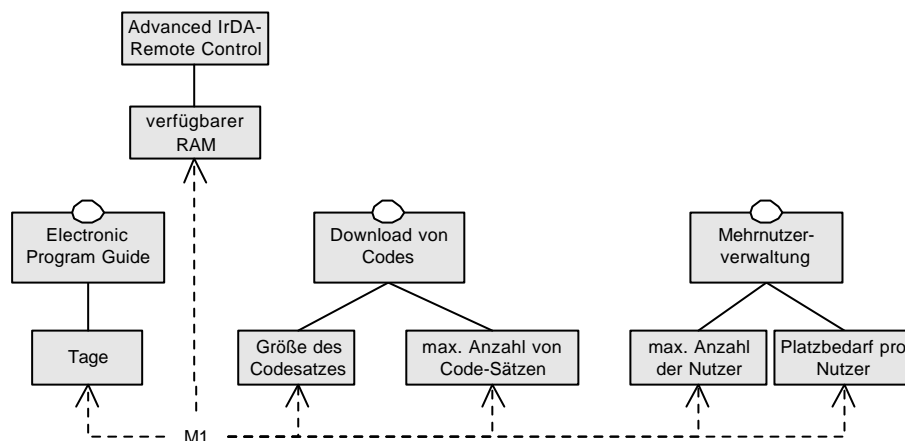 Advanced IrDA-
Remote Control
verfügbarer
RAM
Electronic
Program Guide
Download von
Codes
Mehrnutzer-
verwaltung
Tage
Größe des
Codesatzes
max. Anzahl von
Code-Sätzen
max. Anzahl
der Nutzer
Platzbedarf pro
Nutzer
M1